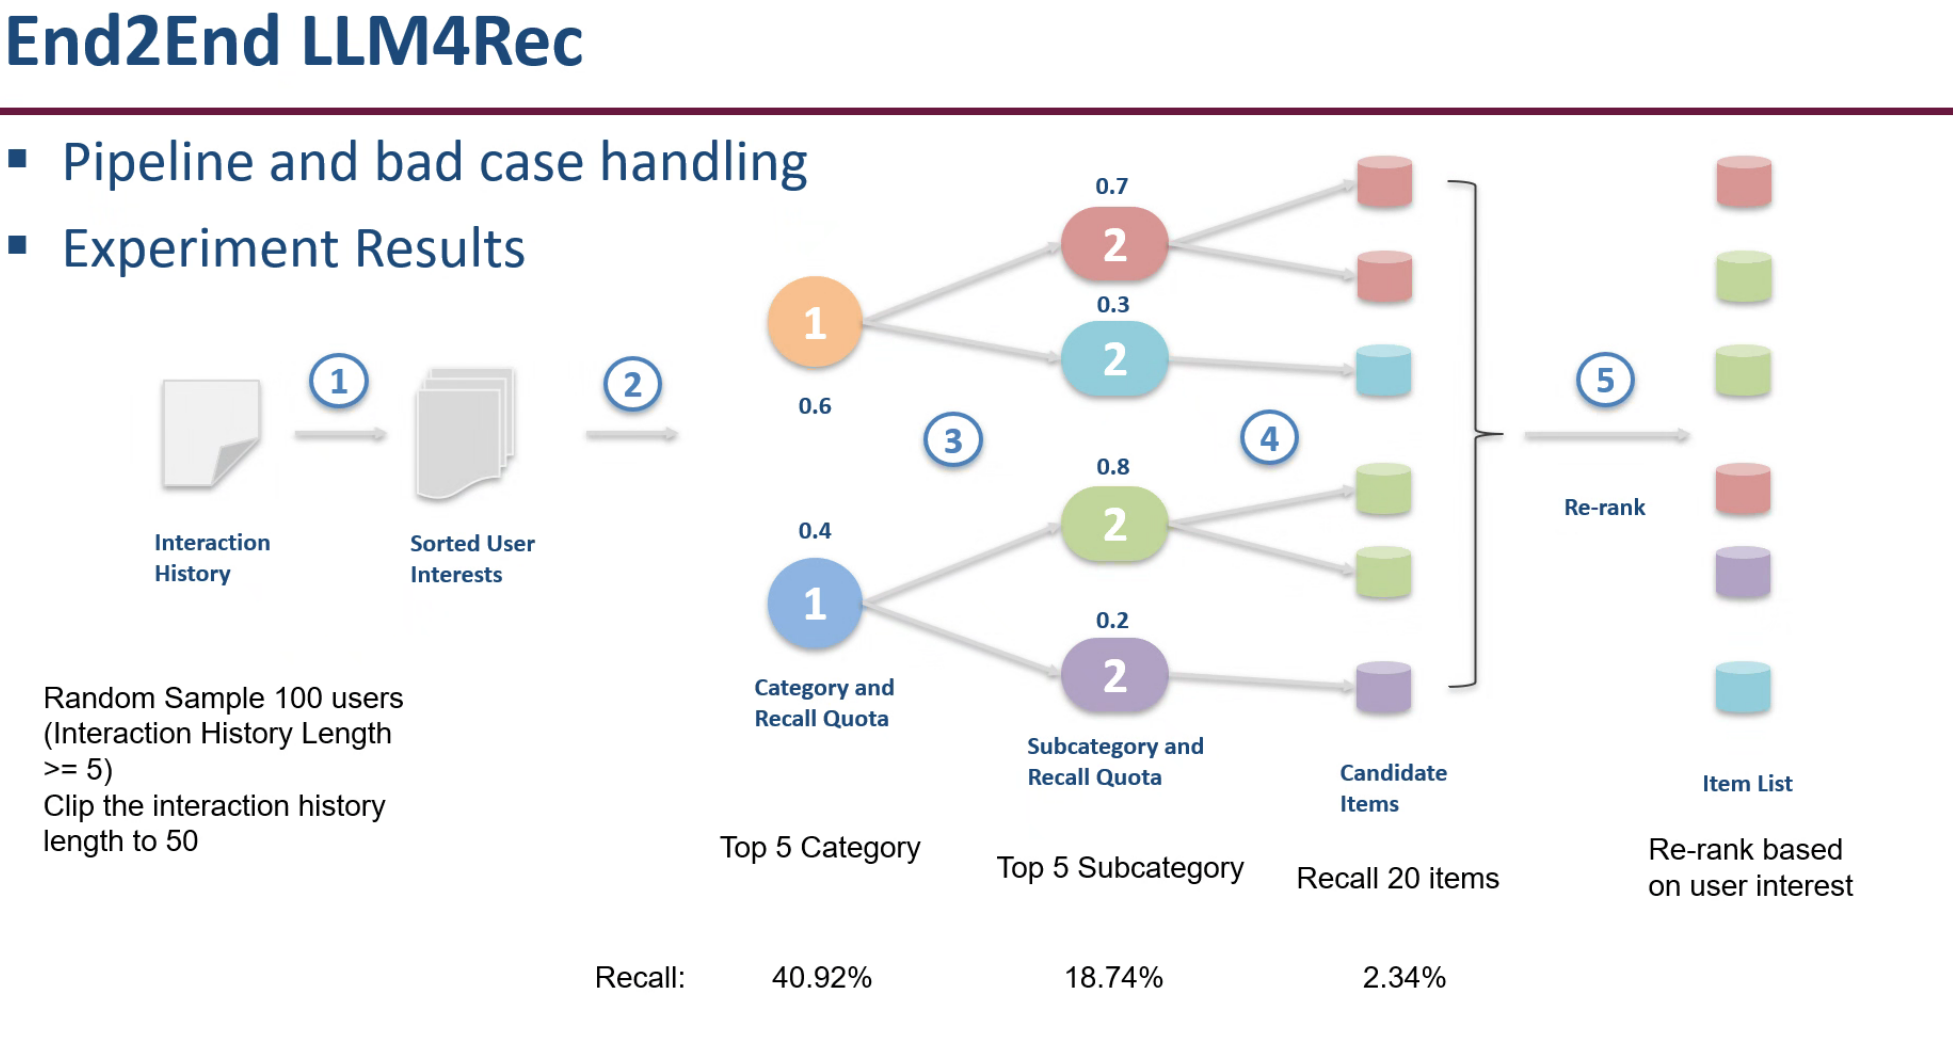 End2End LLM4Rec
Pipeline and bad case handling
Experiment Results
1
2
3
4
5
Interaction
History
Sorted User
Interests
1
0.6
0.4
1
Category and
Recall Quota
0.7
2
0.3
2
0.8
2
0.2
2
Subcategory and
Recall Quota
Candidate
Items
Re-rank
Item List
Random Sample 100 users
(Interaction History Length
>= 5)
Clip the interaction history
length to 50
Top 5 Category
Top 5 Subcategory
Recall 20 items
Re-rank based
on user interest
Recall: 40.92% 18.74% 2.34%